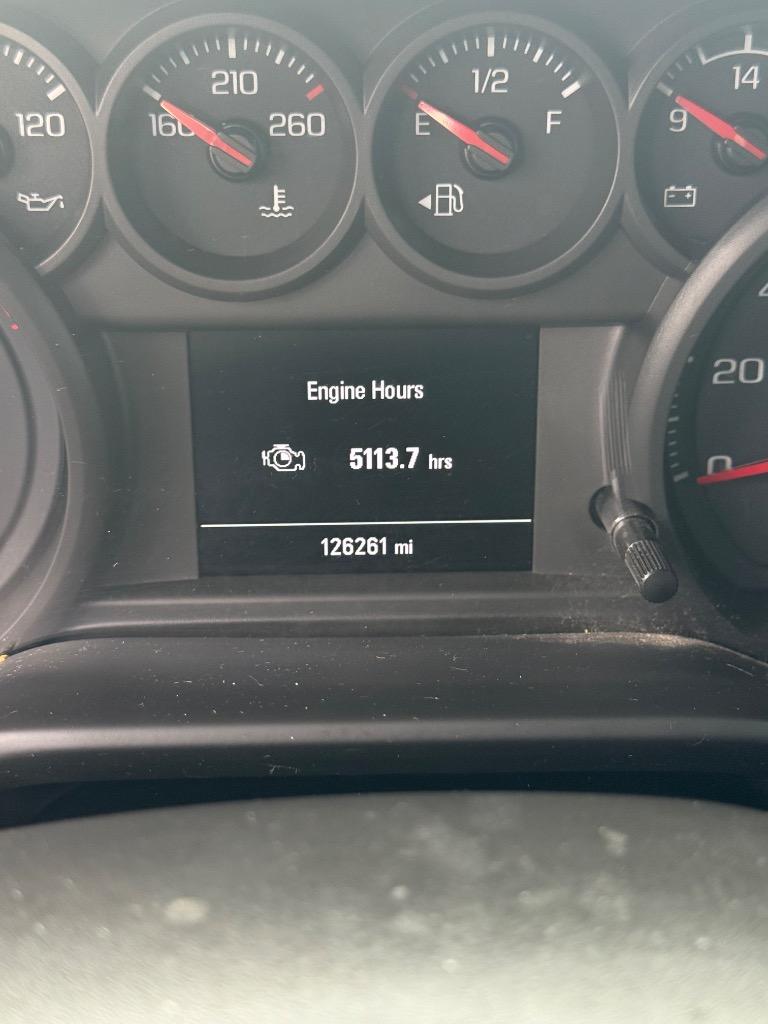 120
160 210 260
E 1/2 F
9 14
Engine Hours
5113.7 hrs
126261 mi
20
0